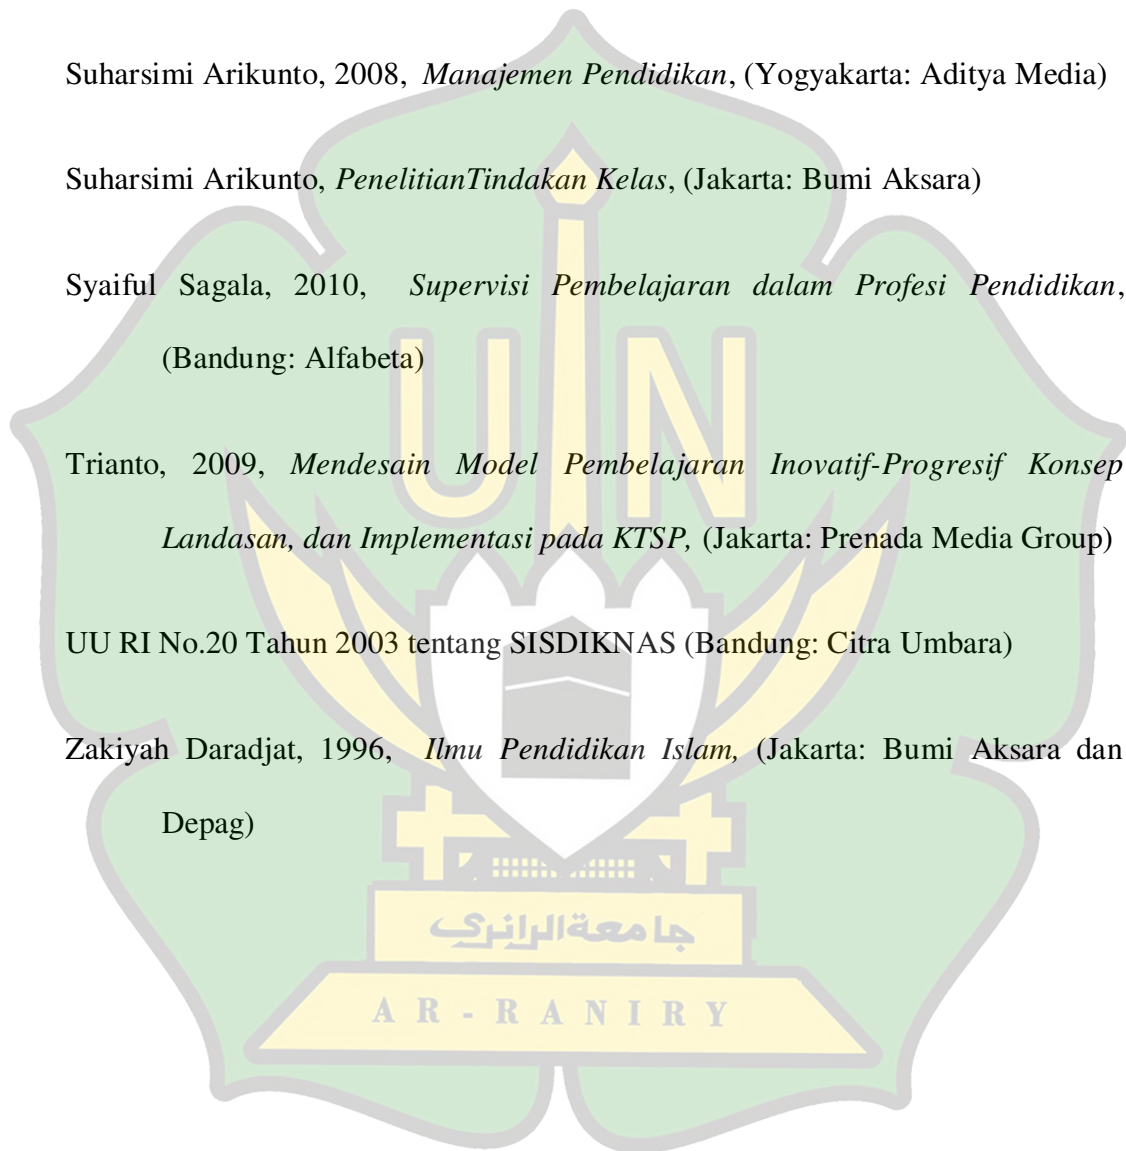 Suharsimi Arikunto, 2008, Manajemen Pendidikan, (Yogyakarta: Aditya Media)
Suharsimi Arikunto, PenelitianTindakan Kelas, (Jakarta: Bumi Aksara)
Syaiful Sagala, 2010, Supervisi Pembelajaran dalam Profesi Pendidikan,
(Bandung: Alfabeta)
Trianto, 2009, Mendesain Model Pembelajaran Inovatif-Progresif Konsep
Landasan, dan Implementasi pada KTSP, (Jakarta: Prenada Media Group)
UU RI No.20 Tahun 2003 tentang SISDIKNAS (Bandung: Citra Umbara)
Zakiyah Daradjat, 1996, Ilmu Pendidikan Islam, (Jakarta: Bumi Aksara dan
Depag)
UIN
جامعةالرانري
AR-RANIRY